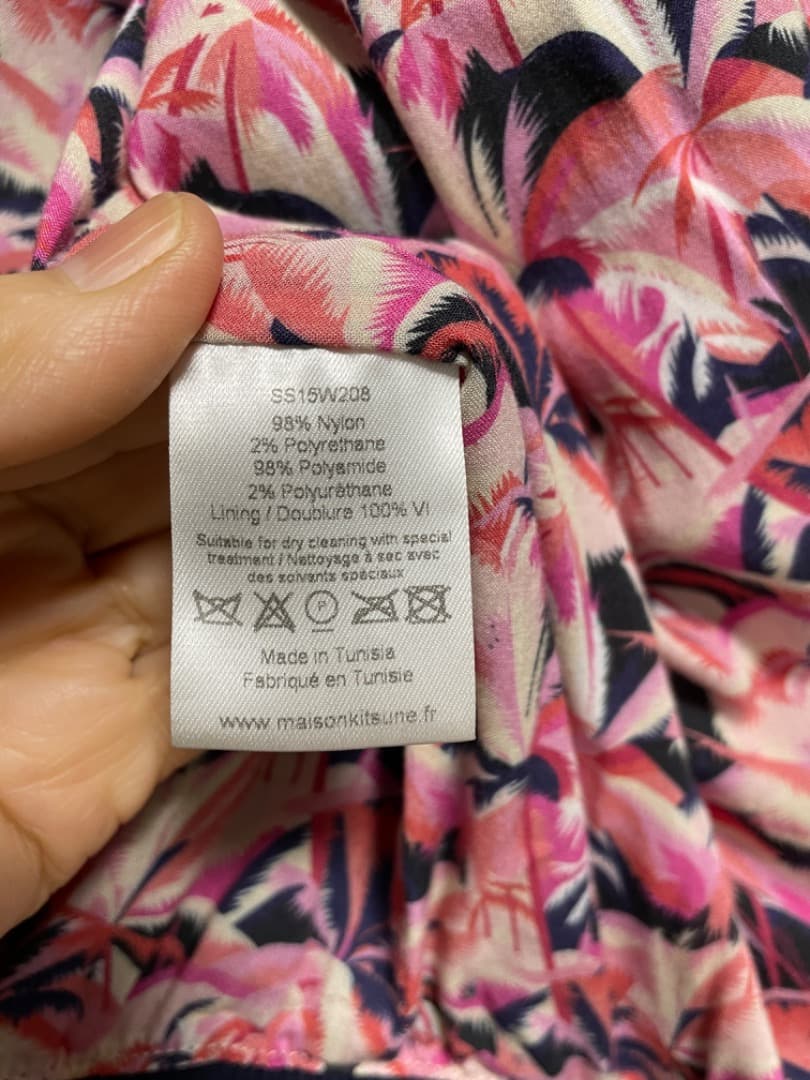 SS15W208
98% Nylon
2% Polyrethane
98% Polyamide
2% Polyuréthane
Lining / Doublure 100% VI
Suitable for dry cleaning with special
treatment / Nettoyage à sec avec
des solvants spéciaux
P
Made in Tunisia
Fabriqué en Tunisie
www.maisonkitsune.fr